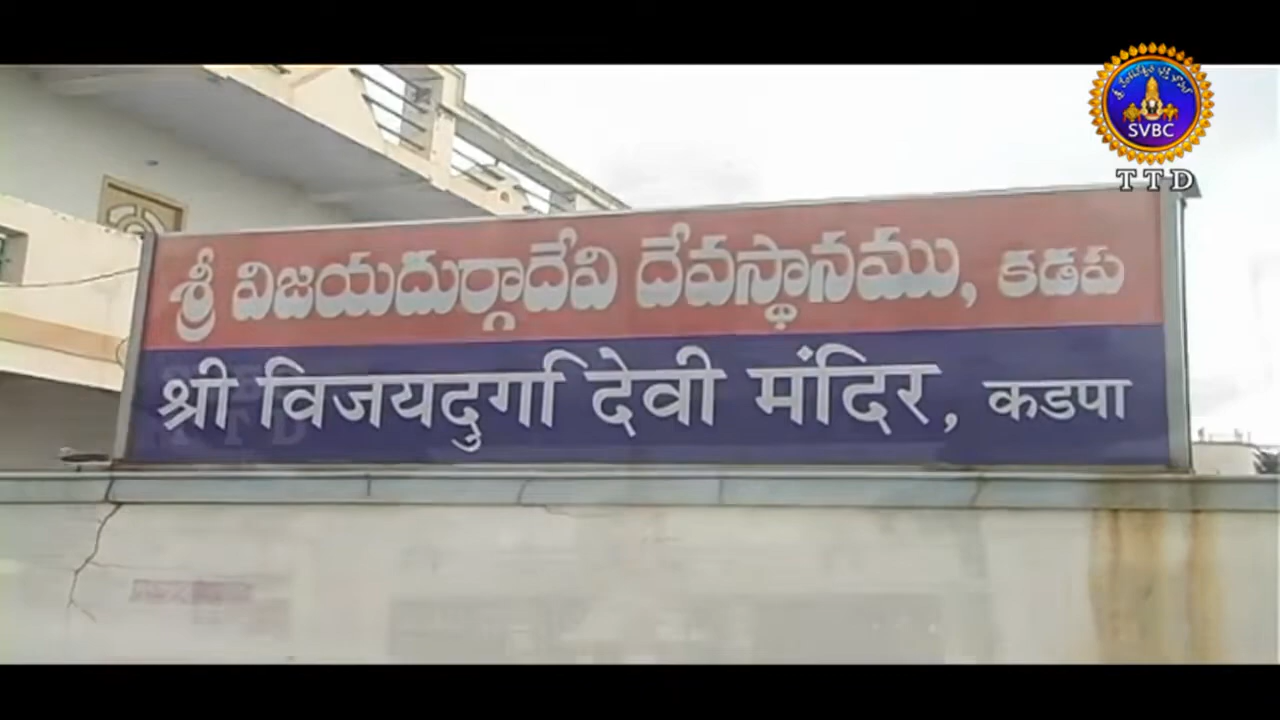 శ్రీ విజయదుర్గాదేవి దేవస్థానము, కడప
श्री विजयदुर्गा देवी मंदिर, कडपा
SVBC
TTD